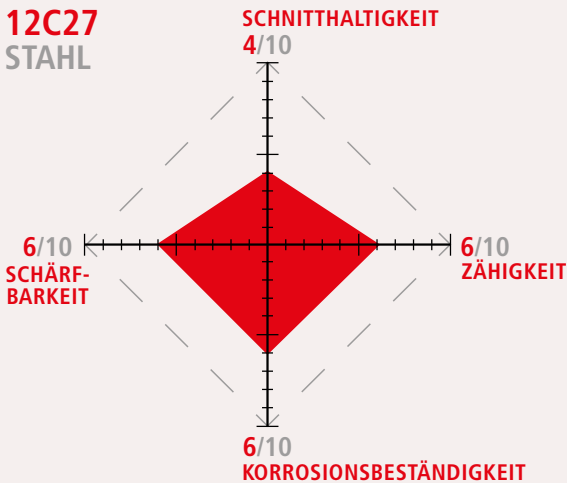 12C27
STAHL
SCHNITTHALTIGKEIT
4/10
6/10
SCHÄRF-
BARKEIT
6/10
ZÄHIGKEIT
6/10
KORROSIONSBESTÄNDIGKEIT